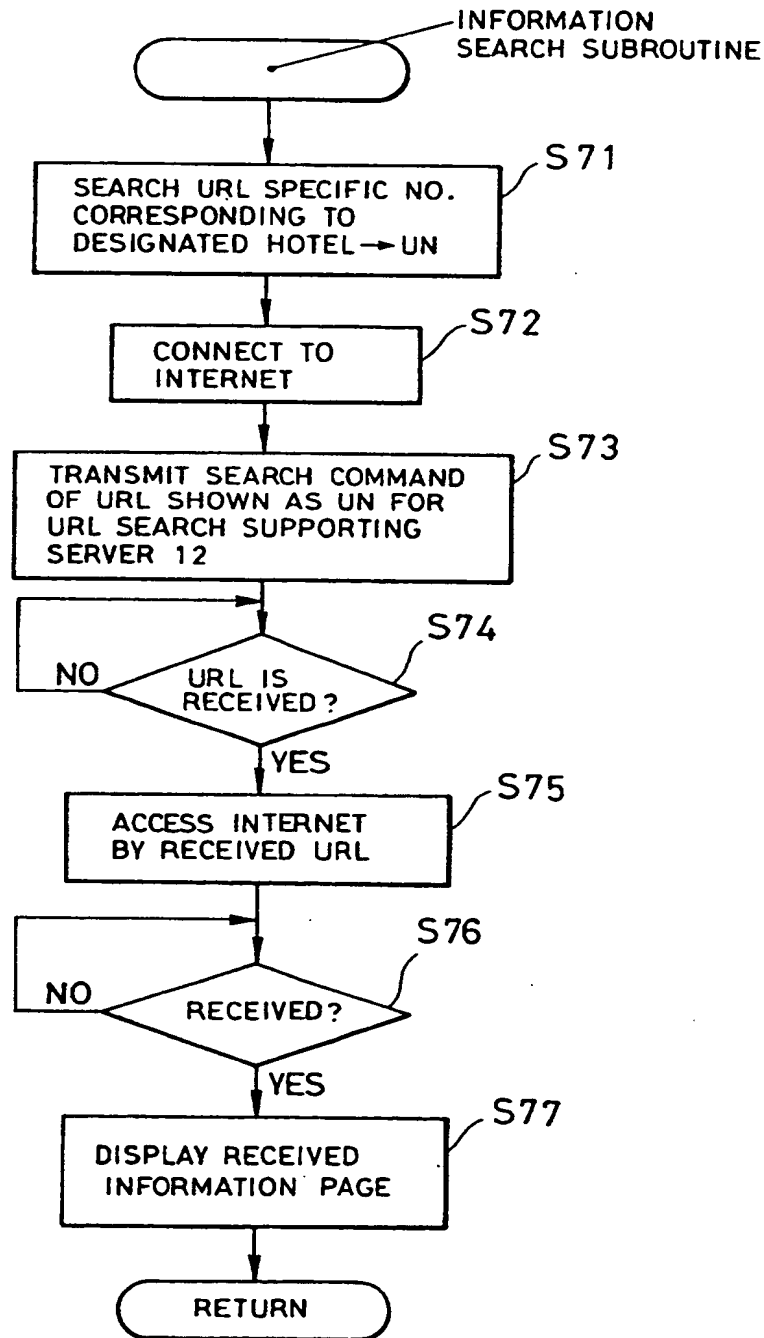 INFORMATION
SEARCH SUBROUTINE
S71
SEARCH URL SPECIFIC NO.
CORRESPONDING TO
DESIGNATED HOTEL → UN
S72
CONNECT TO
INTERNET
S73
TRANSMIT SEARCH COMMAND
OF URL SHOWN AS UN FOR
URL SEARCH SUPPORTING
SERVER 12
S74
NO
URL IS
RECEIVED?
YES
S75
ACCESS INTERNET
BY RECEIVED URL
S76
NO
RECEIVED?
YES
S77
DISPLAY RECEIVED
INFORMATION PAGE
RETURN